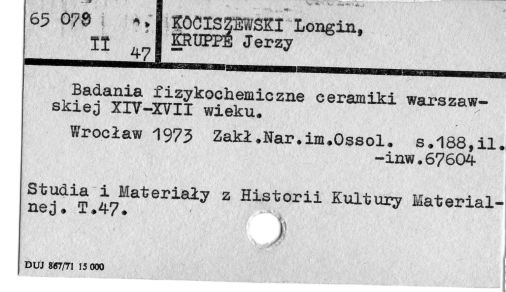 65 079 KOCISZEWSKI Longin,
II 47 KRUPPÉ Jerzy
Badania fizykochemiczne ceramiki warszaw-
skiej XIV-XVII wieku.
Wrocław 1973 Zakł.Nar.im.Ossol. s.188,il.
-inw.67604
Studia i Materiały z Historii Kultury Material-
nej. T.47.
DUJ 867/71 15 000